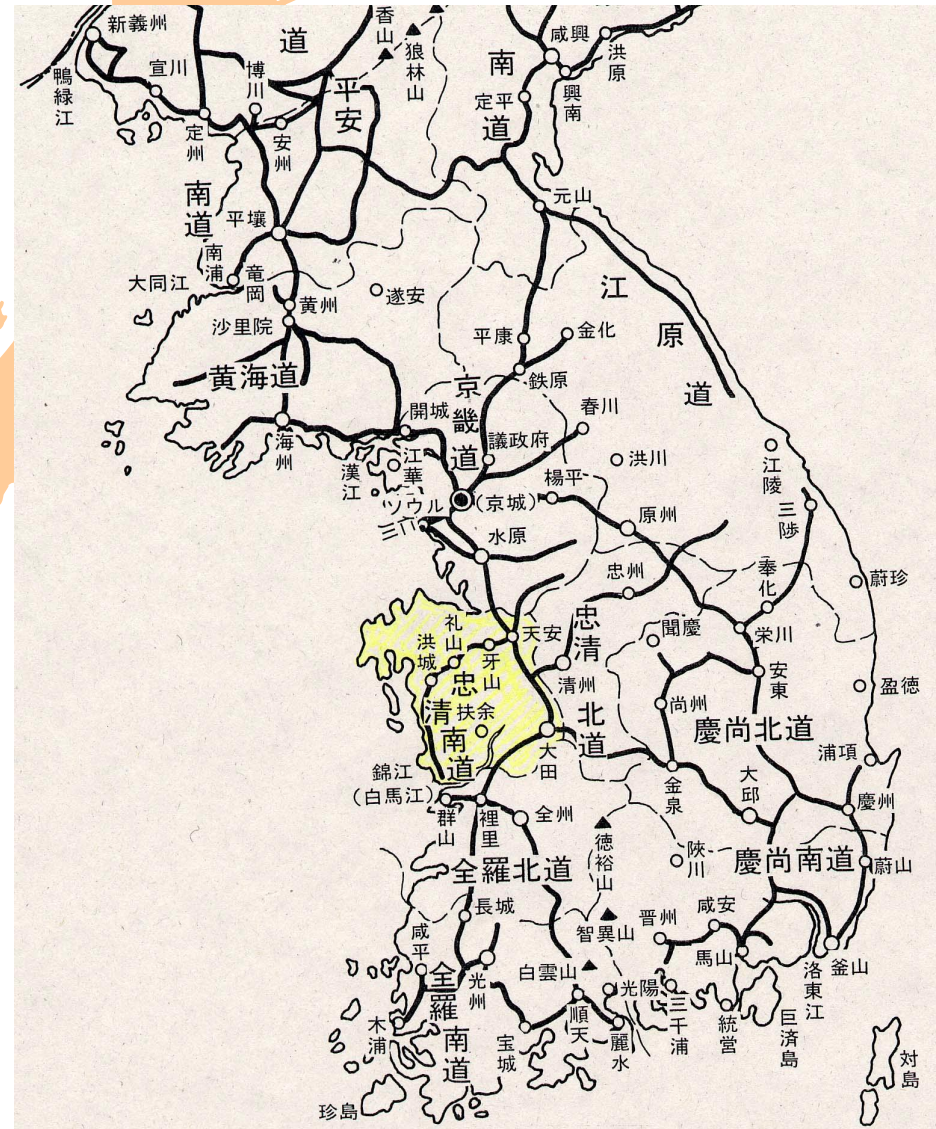 新義州
香山
狼林山
道
平安
南道
鴨緑江
宣川
博川
定州
安州
南道
咸興
洪原
定平
興南
平壌
南浦
竜岡
大同江
元山
黄州
遂安
沙里院
黄海道
江原道
平康
金化
鉄原
京畿道
春川
開城
議政府
海州
江華
漢江
洪川
江陵
ソウル
(京城)
楊平
原州
三陟
水原
忠州
奉化
蔚珍
礼山
洪城
天安
牙山
忠清北道
聞慶
栄川
清州
安東
忠清南道
扶余
尚州
盈徳
慶尚北道
大田
浦項
錦江
(白馬江)
金泉
大邱
慶州
群山
裡里
全州
徳裕山
陜川
慶尚南道
蔚山
全羅北道
長城
晋州
咸安
咸平
智異山
馬山
洛東江
釜山
全羅南道
光州
白雲山
光陽
三千浦
統営
巨済島
木浦
宝城
順天
麗水
対島
珍島